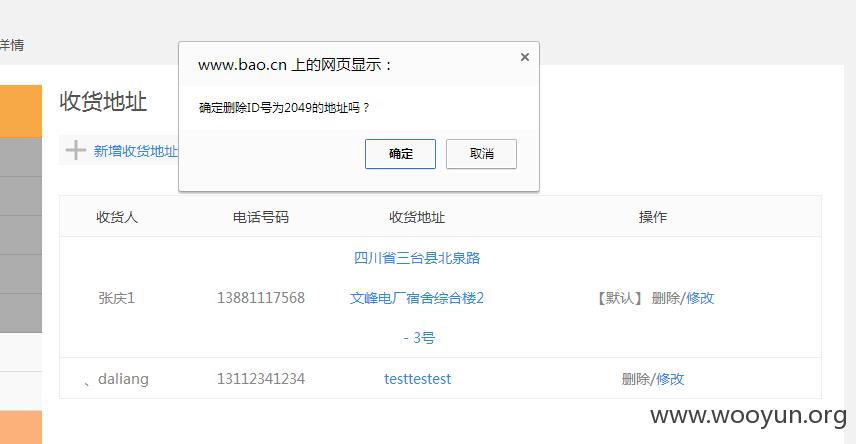 详情
www.bao.cn 上的网页显示：
×
确定删除ID号为2049的地址吗？
确定 取消
收货地址
新增收货地址
收货人 电话号码 收货地址 操作
四川省三台县北泉路
张庆1 13881117568 文峰电厂宿舍综合楼2 【默认】 删除/修改
- 3号
、daliang 13112341234 testtestest 删除/修改
www.wooyun.org